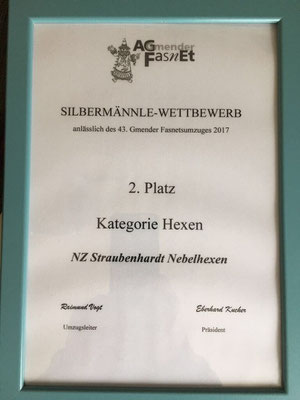 AGmender
FasnEt
SILBERMÄNNLE-WETTBEWERB
anlässlich des 43. Gmender Fasnetsumzuges 2017
2. Platz
Kategorie Hexen
NZ Straubenhardt Nebelhexen
Raimund Vogt Eberhard Kucher
Umzugsleiter Präsident